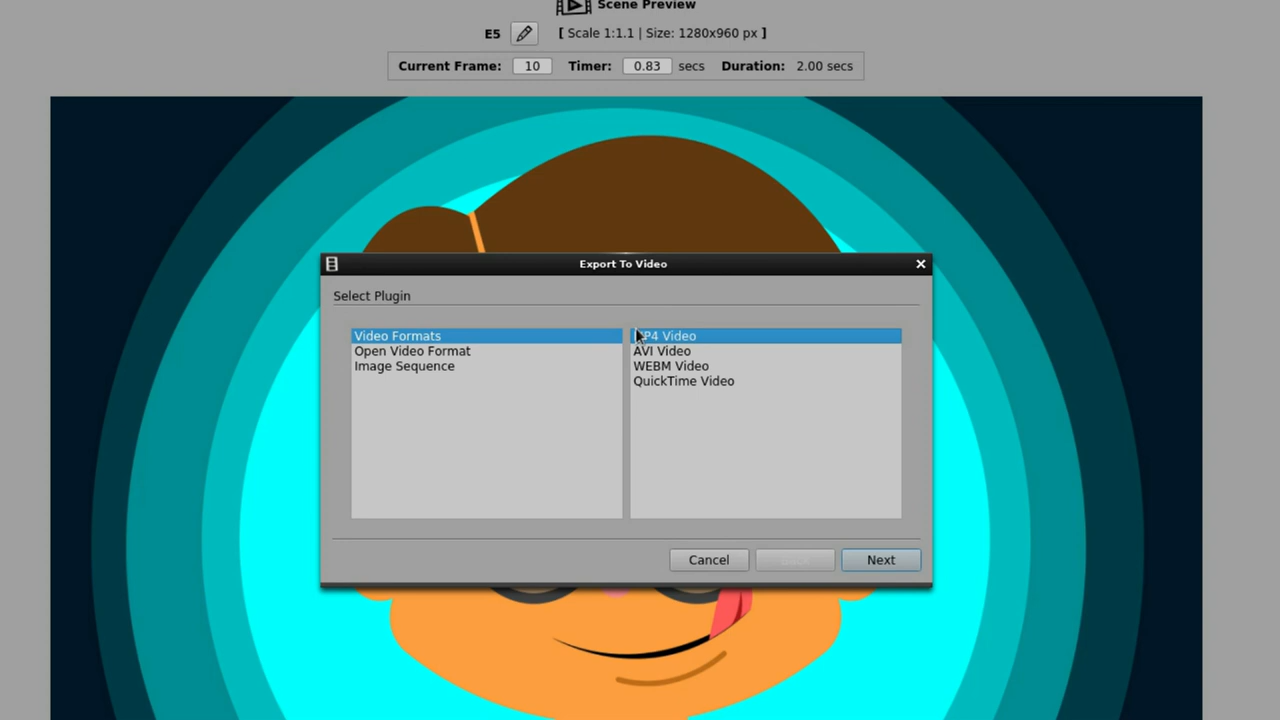 Scene Preview
E5 [ Scale 1:1.1 | Size: 1280x960 px ]
Current Frame: 10 Timer: 0.83 secs Duration: 2.00 secs
Export To Video
Select Plugin
Video Formats
Open Video Format
Image Sequence
MP4 Video
AVI Video
WEBM Video
QuickTime Video
Cancel Back Next